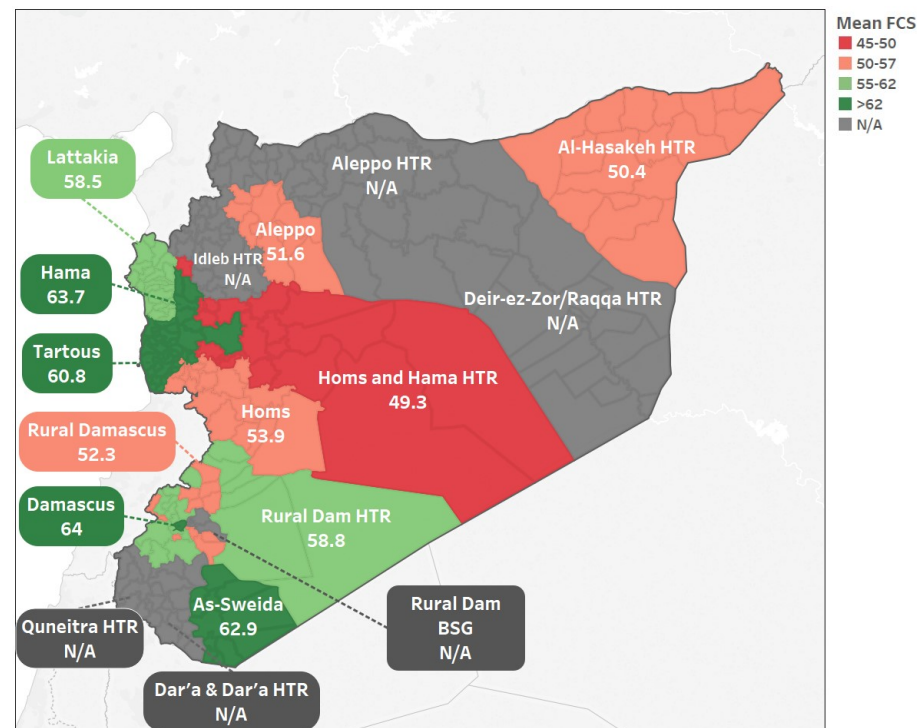 Mean FCS
45-50
50-57
55-62
>62
N/A
Lattakia
58.5
Hama
63.7
Tartous
60.8
Rural Damascus
52.3
Damascus
64
Quneitra HTR
N/A
Dar'a & Dar'a HTR
N/A
Rural Dam
BSG
N/A
As-Sweida
62.9
Rural Dam HTR
58.8
Homs
53.9
Homs and Hama HTR
49.3
Deir-ez-Zor/Raqqa HTR
N/A
Idleb HTR
N/A
Aleppo
51.6
Aleppo HTR
N/A
Al-Hasakeh HTR
50.4